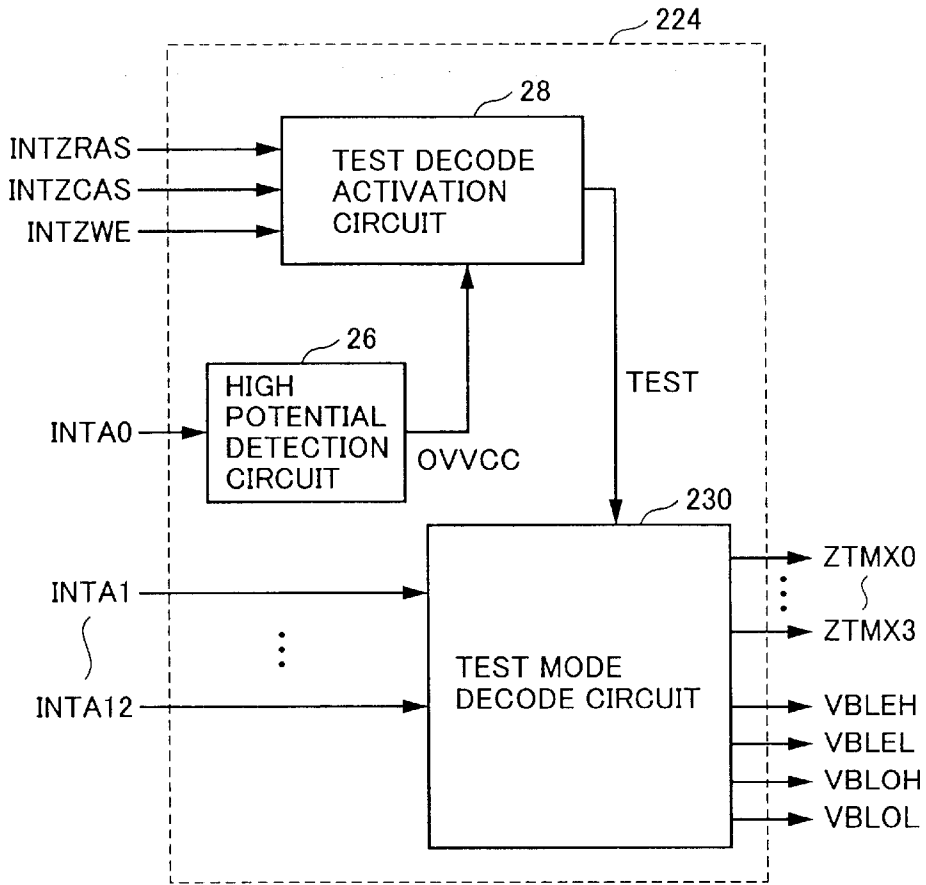 224
28
INTZRAS
INTZCAS
INTZWE
TEST DECODE
ACTIVATION
CIRCUIT
26
HIGH
POTENTIAL
DETECTION
CIRCUIT
INTA0
OVVCC
TEST
230
INTA1
INTA12
TEST MODE
DECODE CIRCUIT
ZTMX0
ZTMX3
VBLEH
VBLEL
VBLOH
VBLOL